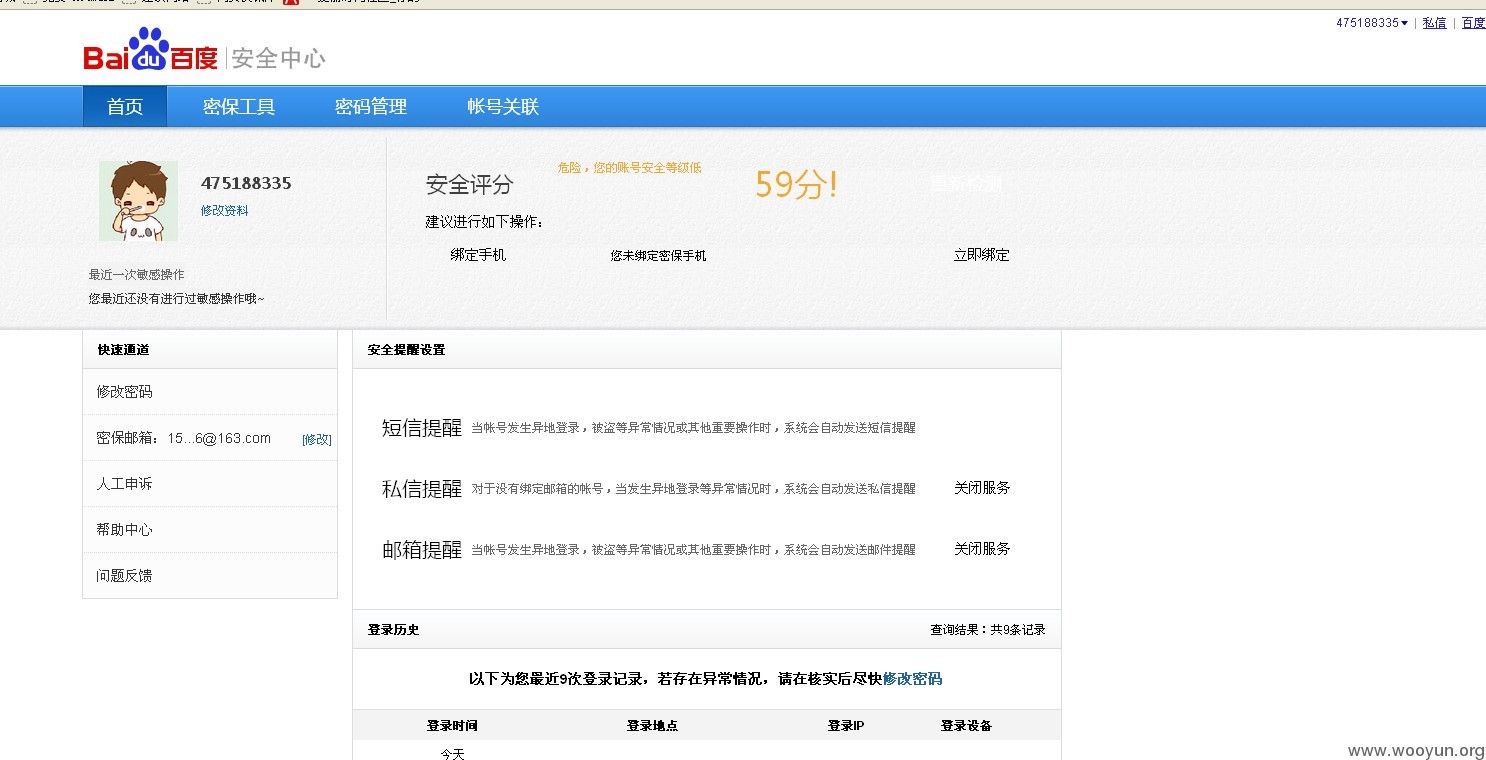 475188335 | 私信 | 百度
Bai du 百度 | 安全中心
首页 密保工具 密码管理 帐号关联
475188335
修改资料
最近一次敏感操作
您最近还没有进行过敏感操作哦~
安全评分 危险，您的账号安全等级低 59分! 重新检测
建议进行如下操作：
绑定手机 您未绑定密保手机 立即绑定
快速通道
修改密码
密保邮箱：15...6@163.com [修改]
人工申诉
帮助中心
问题反馈
安全提醒设置
短信提醒 当帐号发生异地登录，被盗等异常情况或其他重要操作时，系统会自动发送短信提醒
私信提醒 对于没有绑定邮箱的帐号，当发生异地登录等异常情况时，系统会自动发送私信提醒 关闭服务
邮箱提醒 当帐号发生异地登录，被盗等异常情况或其他重要操作时，系统会自动发送邮件提醒 关闭服务
登录历史 查询结果：共9条记录
以下为您最近9次登录记录，若存在异常情况，请在核实后尽快修改密码
登录时间 登录地点 登录IP 登录设备
今天
www.wooyun.org